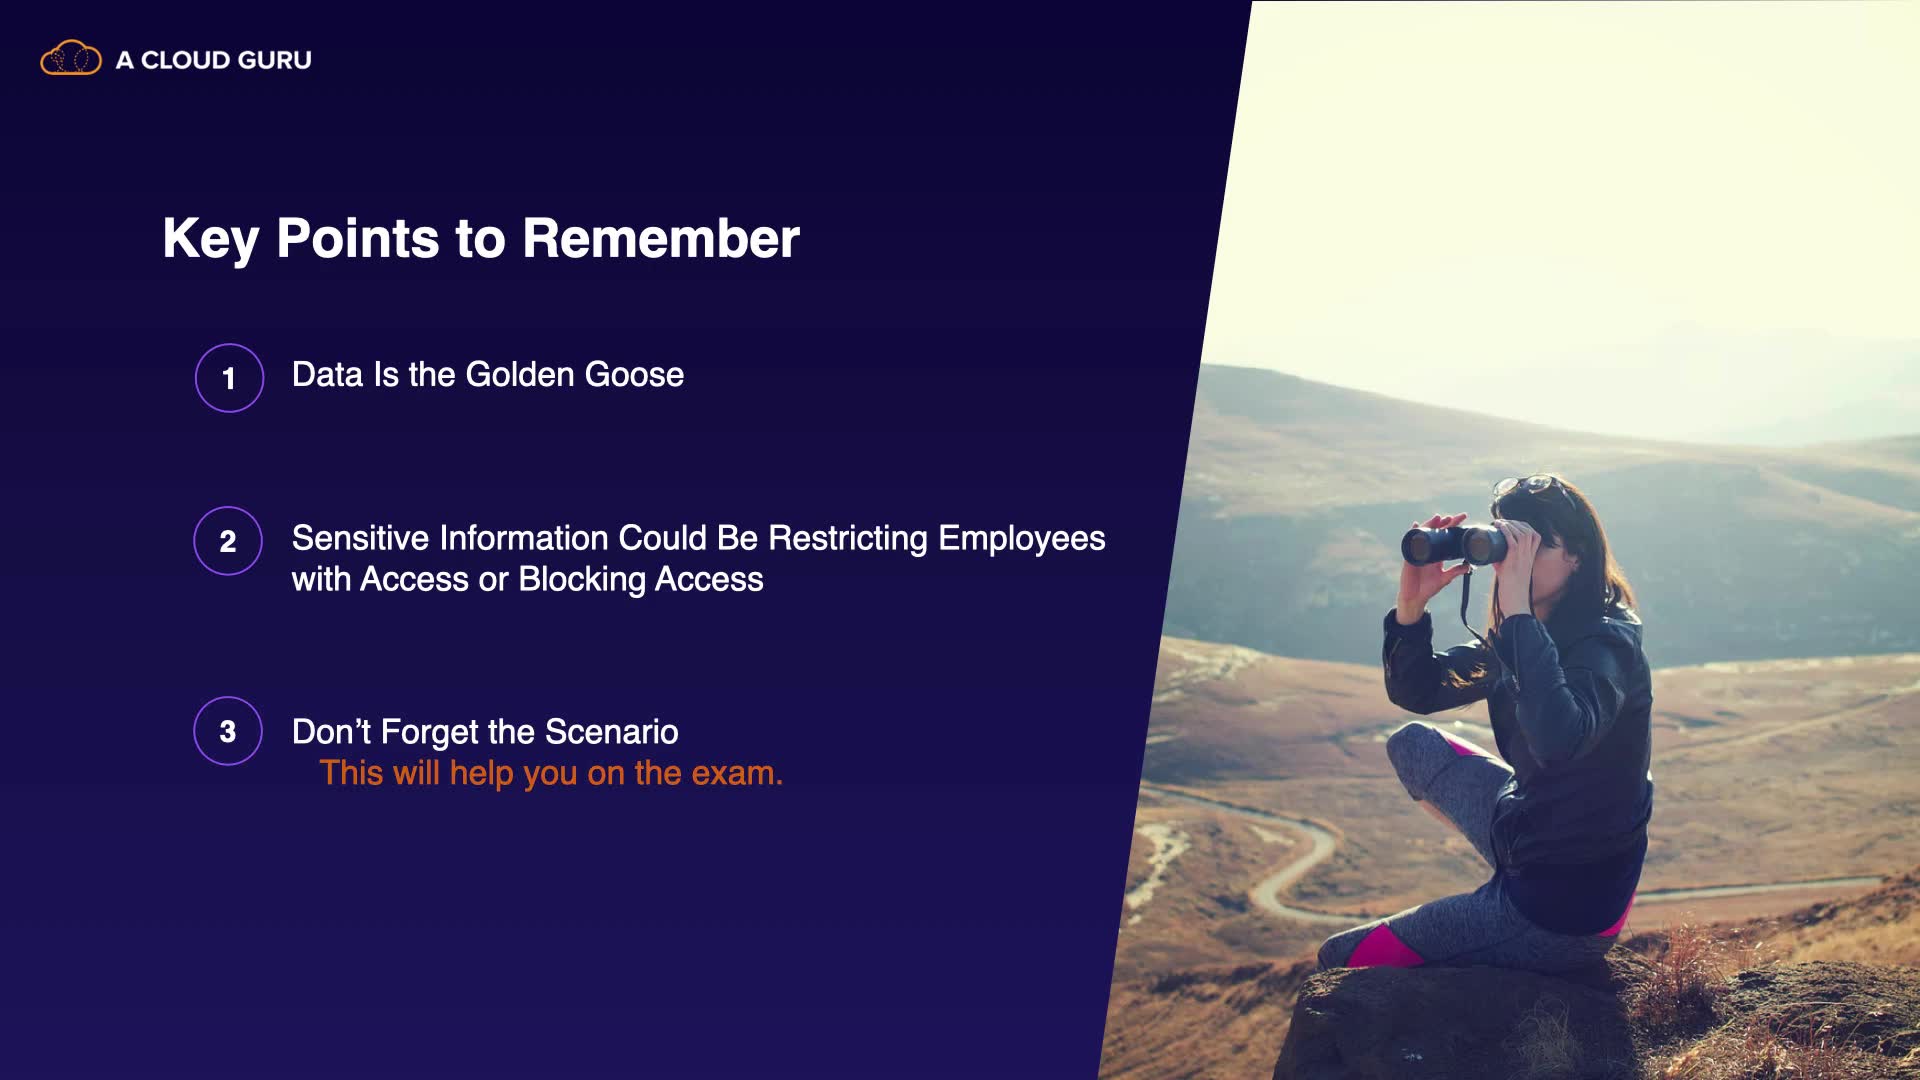 A CLOUD GURU
Key Points to Remember
1 Data Is the Golden Goose
2 Sensitive Information Could Be Restricting Employees
with Access or Blocking Access
3 Don’t Forget the Scenario
This will help you on the exam.